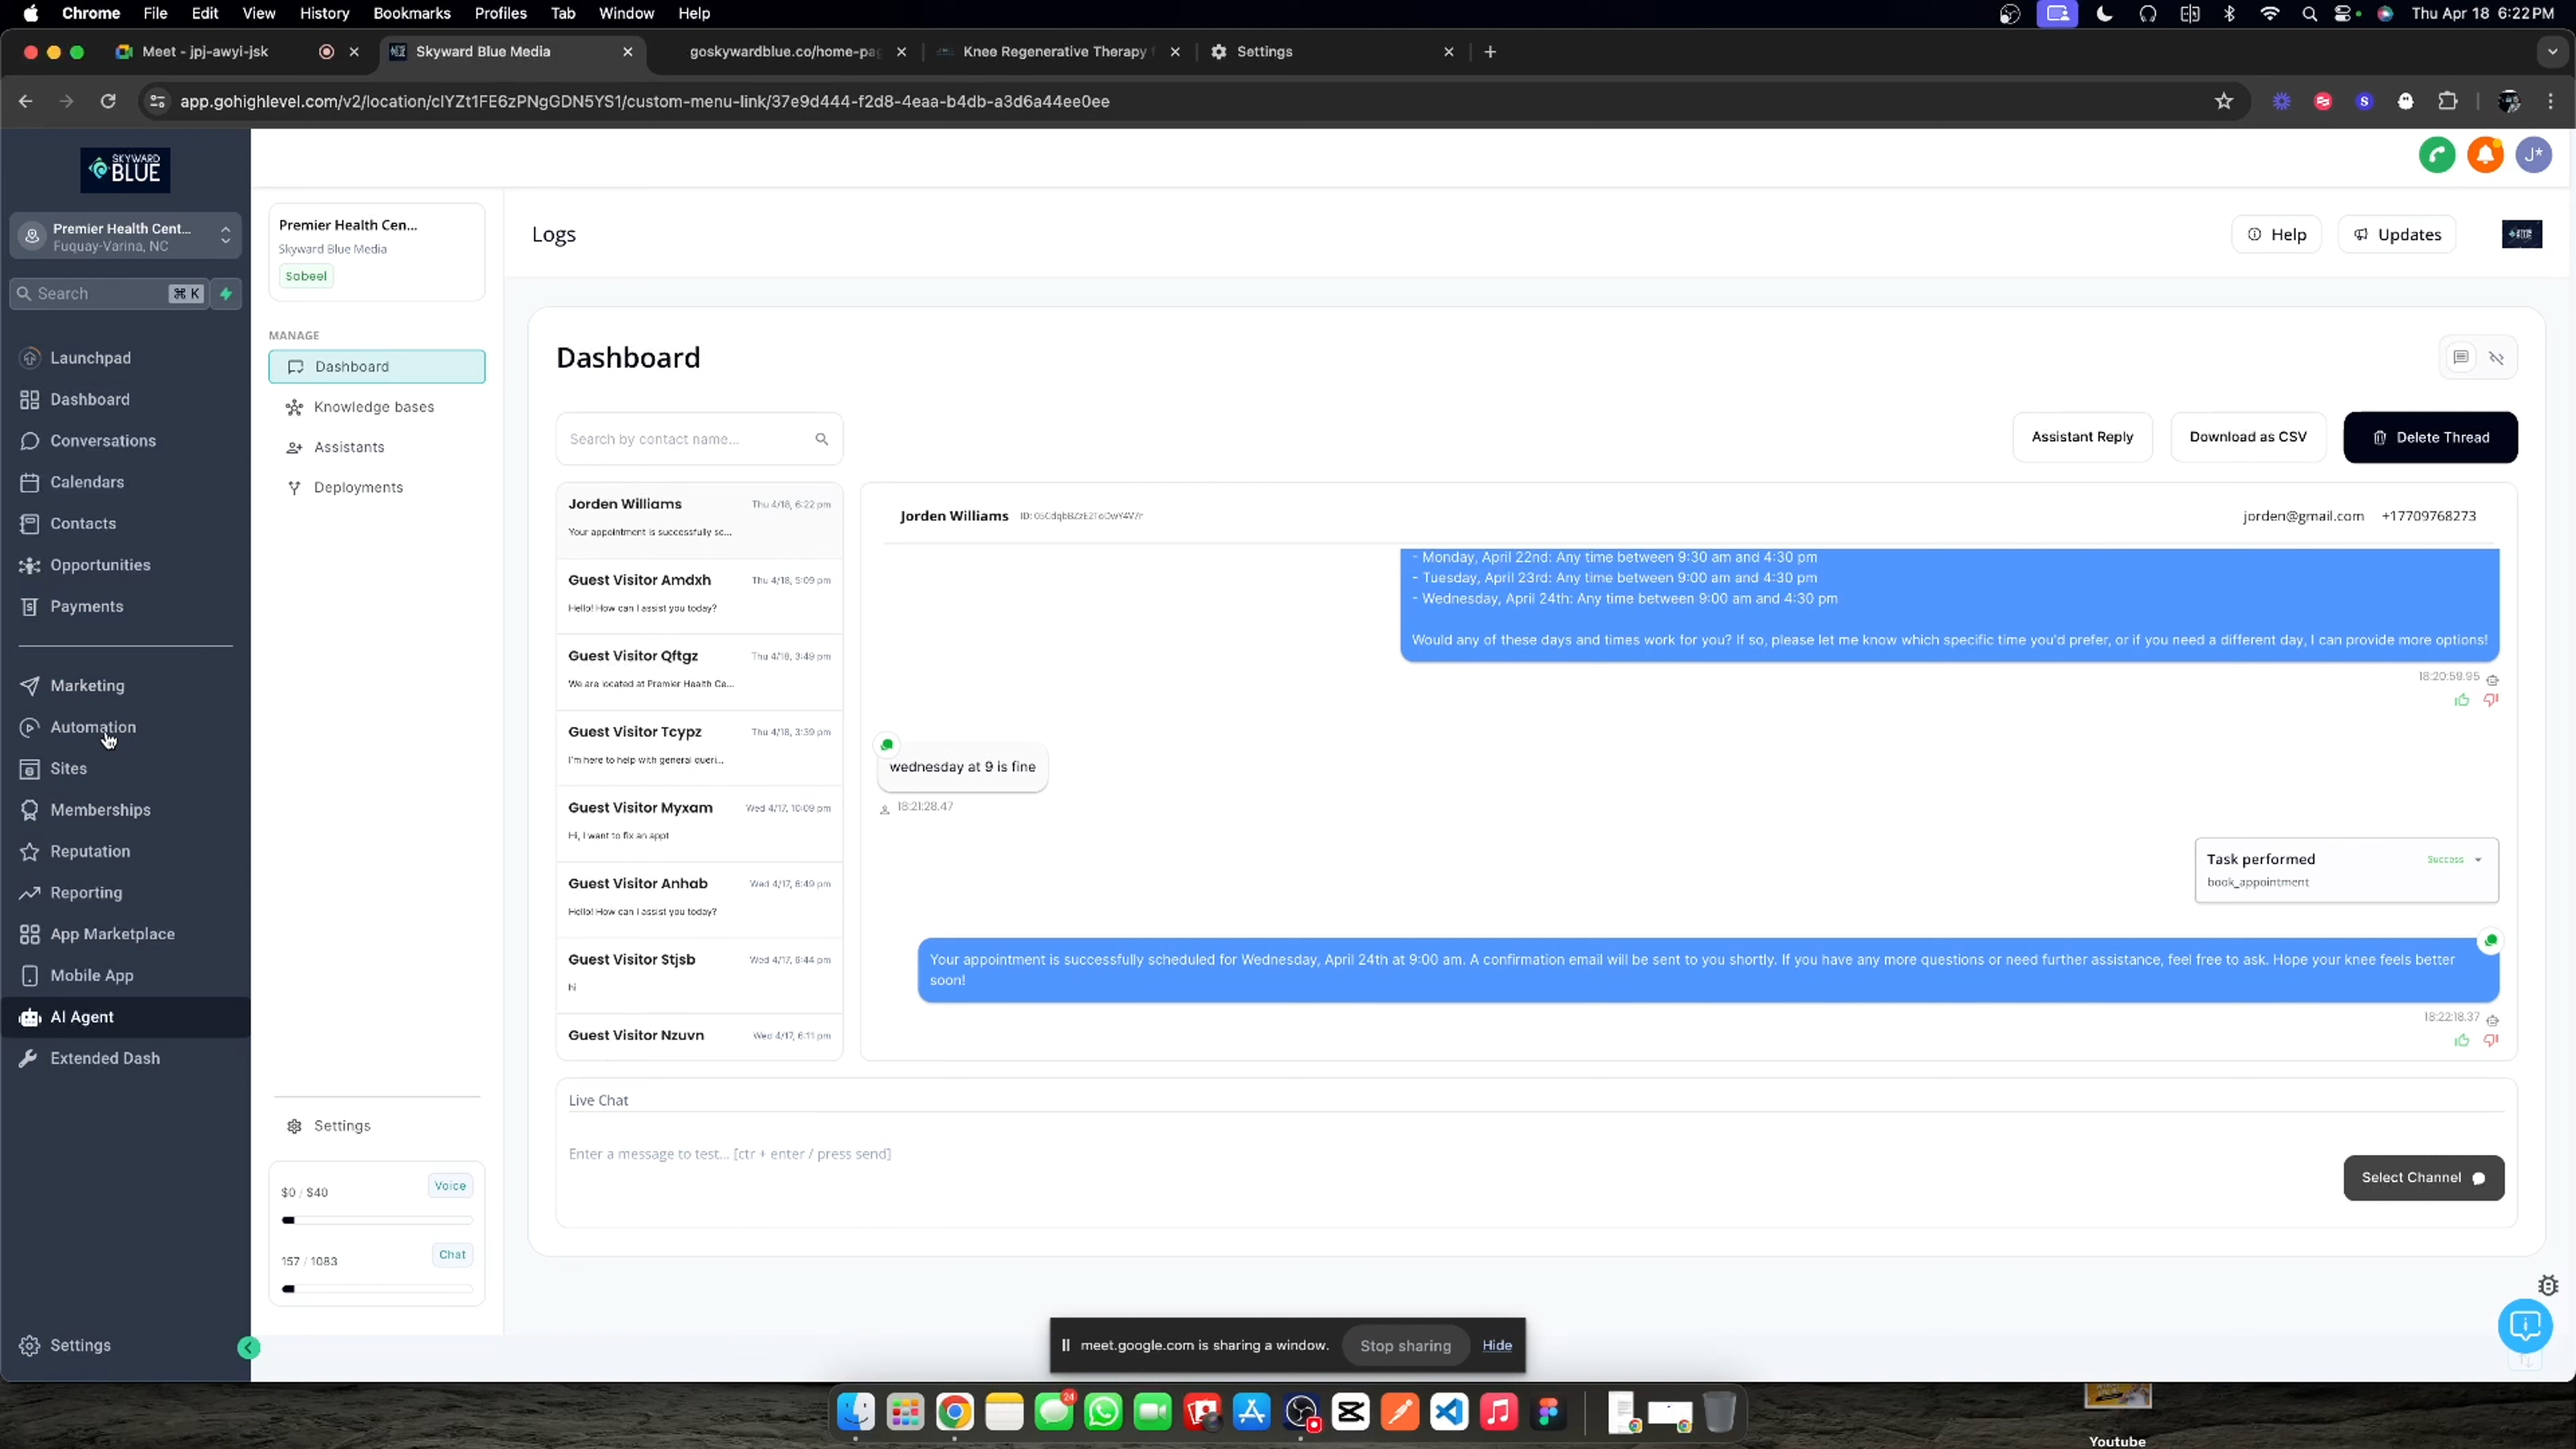 Chrome File Edit View History Bookmarks Profiles Tab Window Help
Thu Apr 18 6:22 PM
Meet - jpj-awyi-jsk
Skyward Blue Media
goskywardblue.co/home-pag
Knee Regenerative Therapy f
Settings
app.gohighlevel.com/v2/location/cIYZt1FE6zPNgGDN5YS1/custom-menu-link/37e9d444-f2d8-4eaa-b4db-a3d6a44ee0ee
SKYWARD
BLUE
J*
Premier Health Cent...
Fuquay-Varina, NC
Search ⌘ K
Launchpad
Dashboard
Conversations
Calendars
Contacts
Opportunities
Payments
Marketing
Automation
Sites
Memberships
Reputation
Reporting
App Marketplace
Mobile App
AI Agent
Extended Dash
Settings
Premier Health Cen...
Skyward Blue Media
Sabeel
MANAGE
Dashboard
Knowledge bases
Assistants
Deployments
Settings
$0 / $40 Voice
157 / 1083 Chat
Logs
Help
Updates
Dashboard
Search by contact name...
Assistant Reply
Download as CSV
Delete Thread
Jorden Williams Thu 4/18, 6:22 pm
Your appointment is successfully sc...
Guest Visitor Amdxh Thu 4/18, 5:09 pm
Hello! How can I assist you today?
Guest Visitor Qftgz Thu 4/18, 3:49 pm
We are located at Premier Health Ce...
Guest Visitor Tcypz Thu 4/18, 3:39 pm
I'm here to help with general queri...
Guest Visitor Myxam Wed 4/17, 10:09 pm
Hi, I want to fix an appt
Guest Visitor Anhab Wed 4/17, 8:49 pm
Hello! How can I assist you today?
Guest Visitor Stjsb Wed 4/17, 6:44 pm
hi
Guest Visitor Nzuvn Wed 4/17, 6:11 pm
Jorden Williams
jorden@gmail.com +17709768273
- Monday, April 22nd: Any time between 9:30 am and 4:30 pm
- Tuesday, April 23rd: Any time between 9:00 am and 4:30 pm
- Wednesday, April 24th: Any time between 9:00 am and 4:30 pm
Would any of these days and times work for you? If so, please let me know which specific time you'd prefer, or if you need a different day, I can provide more options!
18:20:59.95
wednesday at 9 is fine
18:21:28.47
Task performed Success
book_appointment
Your appointment is successfully scheduled for Wednesday, April 24th at 9:00 am. A confirmation email will be sent to you shortly. If you have any more questions or need further assistance, feel free to ask. Hope your knee feels better
soon!
18:22:18.37
Live Chat
Enter a message to test... [ctr + enter / press send]
Select Channel
meet.google.com is sharing a window. Stop sharing Hide
24
Youtube